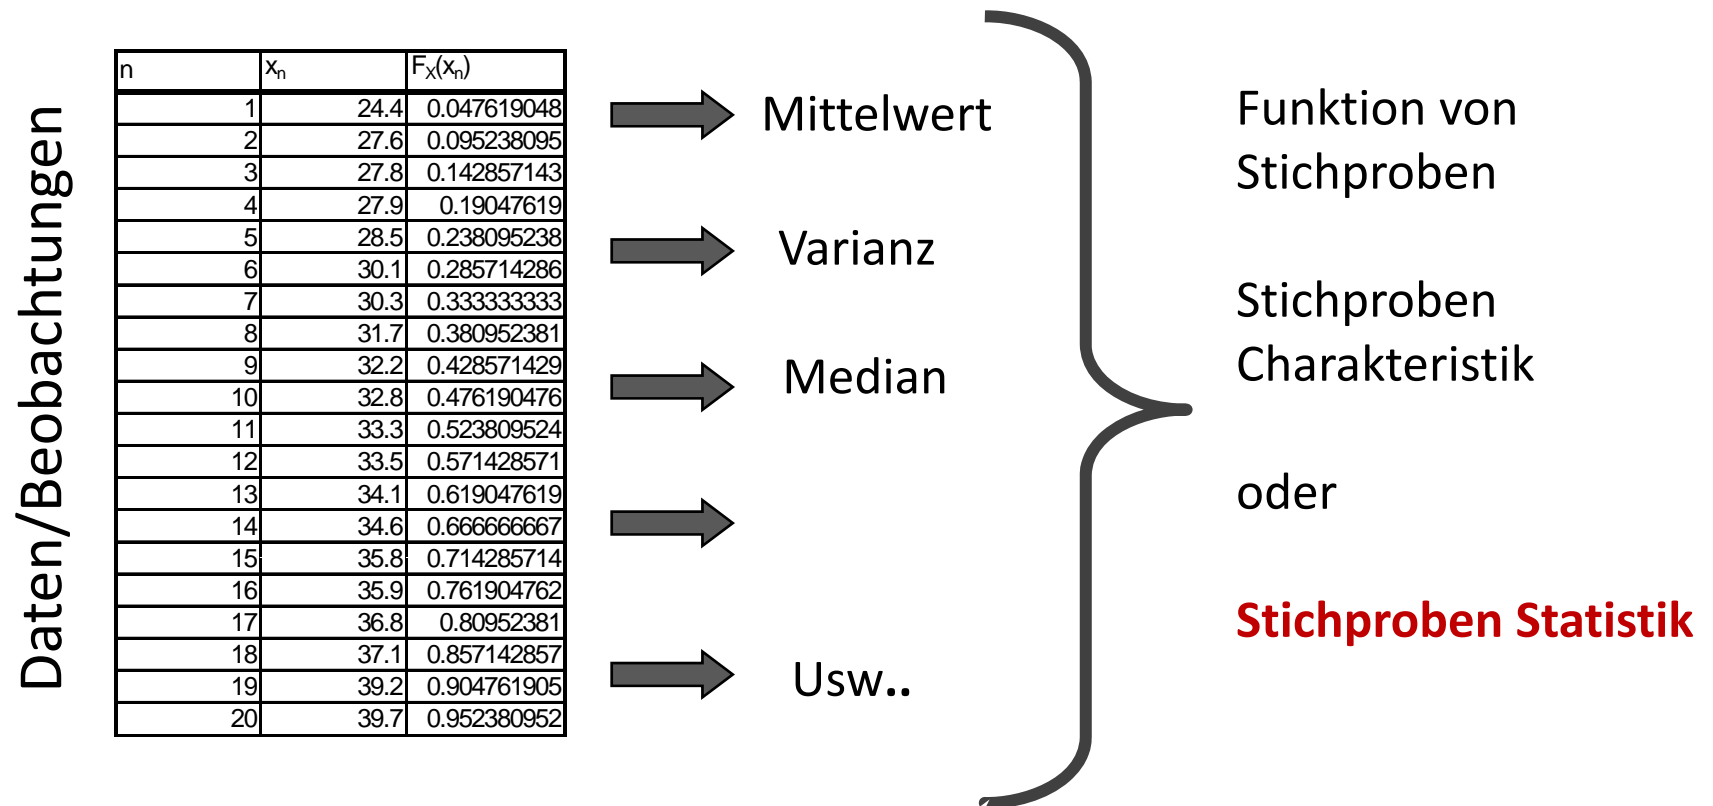 Daten/Beobachtungen
n xₙ Fₓ(xₙ)
1 24.4 0.047619048
2 27.6 0.095238095
3 27.8 0.142857143
4 27.9 0.19047619
5 28.5 0.238095238
6 30.1 0.285714286
7 30.3 0.333333333
8 31.7 0.380952381
9 32.2 0.428571429
10 32.8 0.476190476
11 33.3 0.523809524
12 33.5 0.571428571
13 34.1 0.619047619
14 34.6 0.666666667
15 35.8 0.714285714
16 35.9 0.761904762
17 36.8 0.80952381
18 37.1 0.857142857
19 39.2 0.904761905
20 39.7 0.952380952
Mittelwert
Varianz
Median
Usw..
Funktion von
Stichproben
Stichproben
Charakteristik
oder
Stichproben Statistik